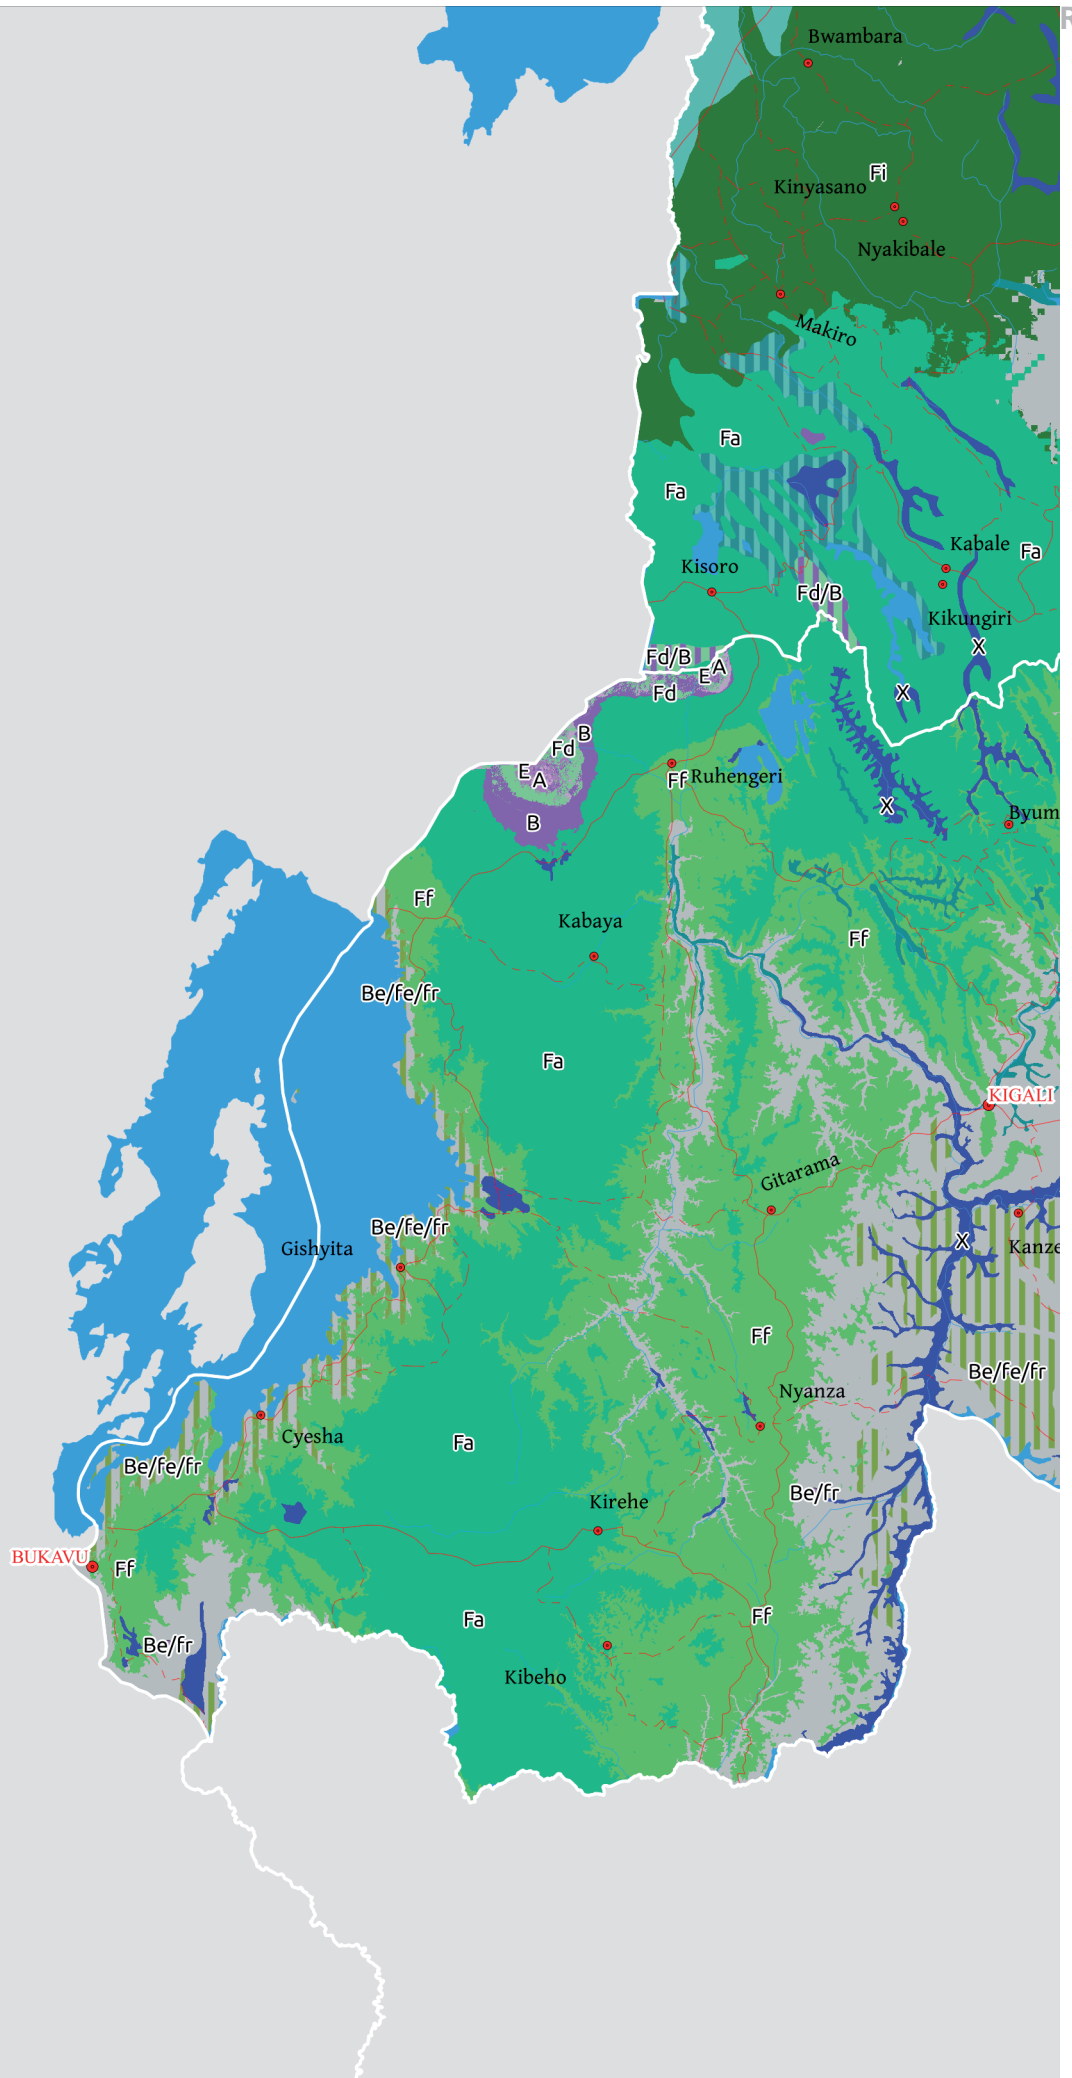 R
Bwambara
Fi
Kinyasano
Nyakibale
Makiro
Fa
Fa
Kabale
Fa
Kisoro
Fd/B
Kikungiri
X
Fd/B
A
E
Fd
X
B
Fd
E
A
Ff
Ruhengeri
X
Byum
B
Ff
Kabaya
Ff
Be/fe/fr
Fa
KIGALI
Gitarama
Be/fe/fr
Gishyita
X
Kanze
Ff
Be/fe/fr
Nyanza
Cyesha
Fa
Be/fe/fr
Be/fr
Kirehe
BUKAVU
Ff
Fa
Ff
Be/fr
Kibeho